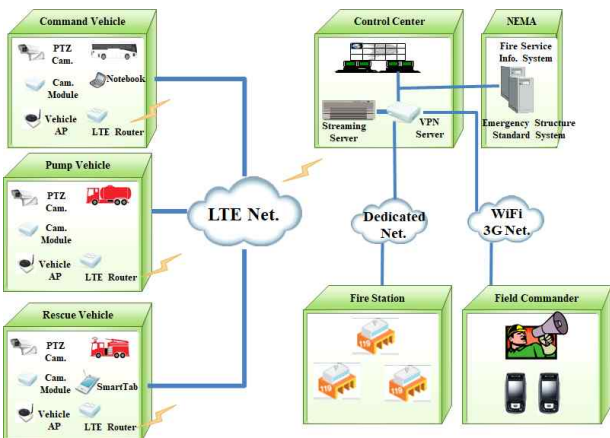 Command Vehicle
PTZ
Cam.
Cam.
Module
Notebook
Vehicle
AP
LTE Router
Pump Vehicle
PTZ
Cam.
Cam.
Module
Vehicle
AP
LTE Router
Rescue Vehicle
PTZ
Cam.
Cam.
Module
SmartTab
Vehicle
AP
LTE Router
LTE Net.
Control Center
Streaming
Server
VPN
Server
NEMA
Fire Service
Info. System
Emergency Structure
Standard System
Dedicated
Net.
WiFi
3G Net.
Fire Station
119
119
119
Field Commander